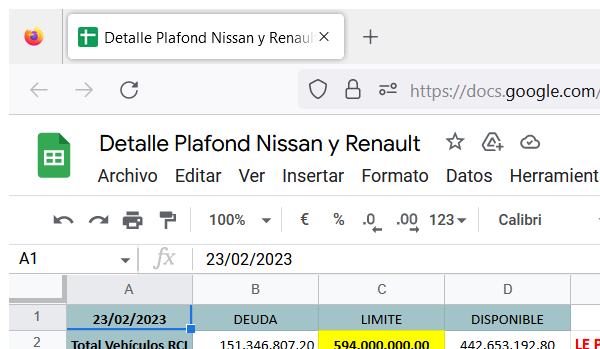 Detalle Plafond Nissan y Renaul
https://docs.google.com/
Detalle Plafond Nissan y Renault
Archivo Editar Ver Insertar Formato Datos Herramient
100% € % .0 .00 123 Calibri
A1 fx 23/02/2023
A B C D
1 23/02/2023 DEUDA LIMITE DISPONIBLE
2 Total Vehículos RCI 151.346.807,20 594.000.000,00 442.653.192,80 LE P